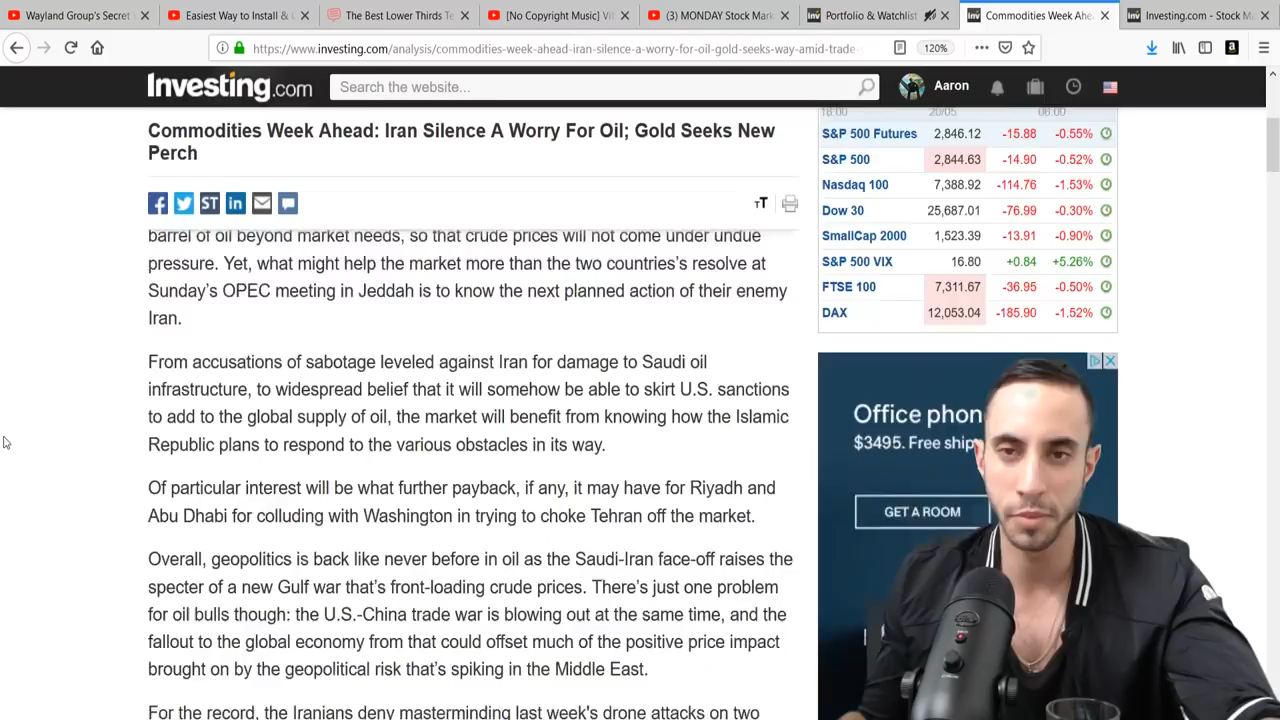 Wayland Group's Secret
Easiest Way to Install &
The Best Lower Thirds Te
[No Copyright Music] Vi
(3) MONDAY Stock Mark
Portfolio & Watchlist
Commodities Week Ahe
Investing.com - Stock Ma
https://www.investing.com/analysis/commodities-week-ahead-iran-silence-a-worry-for-oil-gold-seeks-way-amid-trade-
120%
Investing.com
Search the website...
Aaron
Commodities Week Ahead: Iran Silence A Worry For Oil; Gold Seeks New
Perch
ST
in
TT
barrel of oil beyond market needs, so that crude prices will not come under undue
pressure. Yet, what might help the market more than the two countries's resolve at
Sunday's OPEC meeting in Jeddah is to know the next planned action of their enemy
Iran.
From accusations of sabotage leveled against Iran for damage to Saudi oil
infrastructure, to widespread belief that it will somehow be able to skirt U.S. sanctions
to add to the global supply of oil, the market will benefit from knowing how the Islamic
Republic plans to respond to the various obstacles in its way.
Of particular interest will be what further payback, if any, it may have for Riyadh and
Abu Dhabi for colluding with Washington in trying to choke Tehran off the market.
Overall, geopolitics is back like never before in oil as the Saudi-Iran face-off raises the
specter of a new Gulf war that's front-loading crude prices. There's just one problem
for oil bulls though: the U.S.-China trade war is blowing out at the same time, and the
fallout to the global economy from that could offset much of the positive price impact
brought on by the geopolitical risk that's spiking in the Middle East.
For the record, the Iranians deny masterminding last week's drone attacks on two
18:00 20/05 06:00
S&P 500 Futures 2,846.12 -15.88 -0.55%
S&P 500 2,844.63 -14.90 -0.52%
Nasdaq 100 7,388.92 -114.76 -1.53%
Dow 30 25,687.01 -76.99 -0.30%
SmallCap 2000 1,523.39 -13.91 -0.90%
S&P 500 VIX 16.80 +0.84 +5.26%
FTSE 100 7,311.67 -36.95 -0.50%
DAX 12,053.04 -185.90 -1.52%
Office phon
$3495. Free ship
GET A ROOM